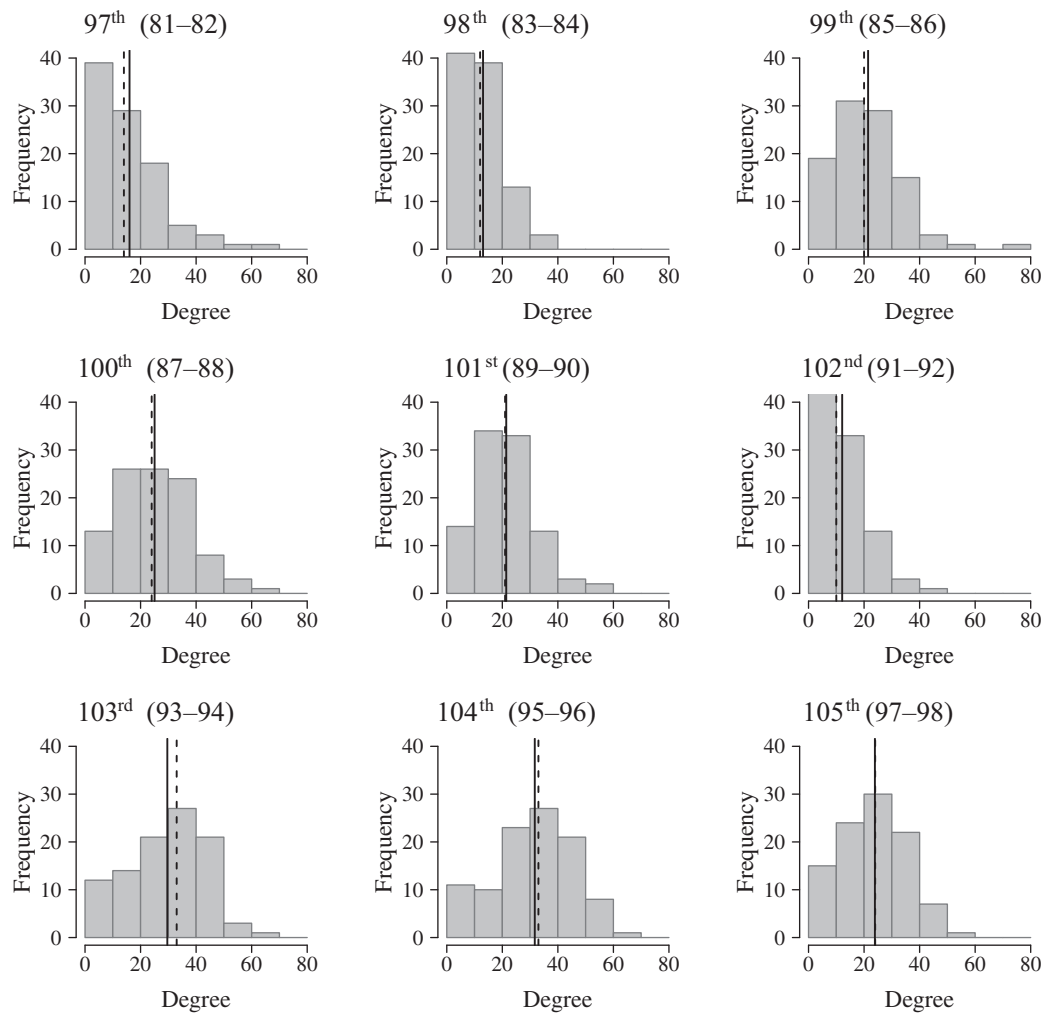 97th (81–82)
98th (83–84)
99th (85–86)
Frequency
40
30
20
10
0
0 20 40 60 80
Degree
Frequency
40
30
20
10
0
0 20 40 60 80
Degree
Frequency
40
30
20
10
0
0 20 40 60 80
Degree
100th (87–88)
101st (89–90)
102nd (91–92)
Frequency
40
30
20
10
0
0 20 40 60 80
Degree
Frequency
40
30
20
10
0
0 20 40 60 80
Degree
Frequency
40
30
20
10
0
0 20 40 60 80
Degree
103rd (93–94)
104th (95–96)
105th (97–98)
Frequency
40
30
20
10
0
0 20 40 60 80
Degree
Frequency
40
30
20
10
0
0 20 40 60 80
Degree
Frequency
40
30
20
10
0
0 20 40 60 80
Degree